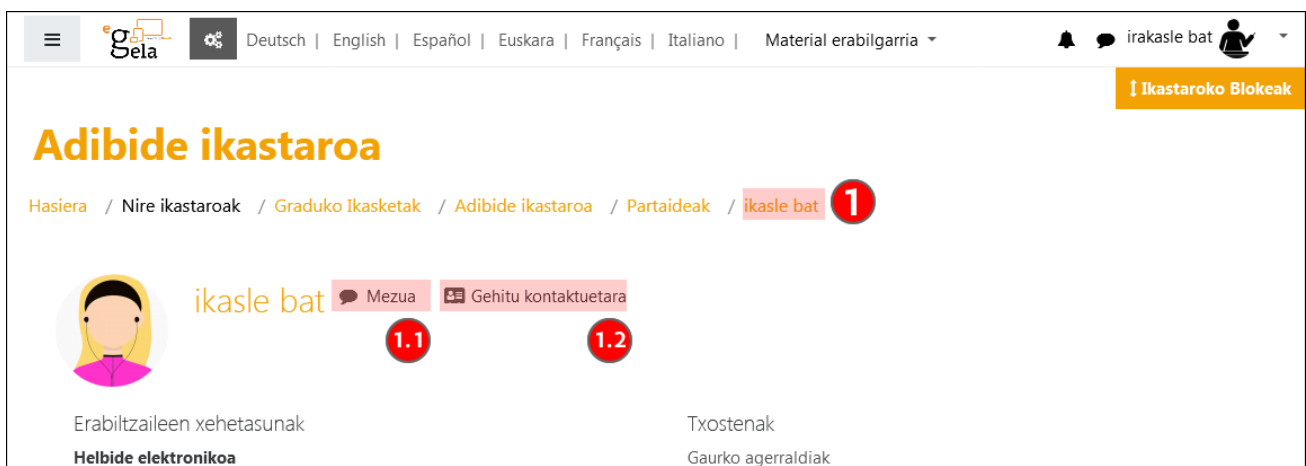 eGela Deutsch | English | Español | Euskara | Français | Italiano | Material erabilgarria irakasle bat
Ikastaroko Blokeak
Adibide ikastaroa
Hasiera / Nire ikastaroak / Graduko Ikasketak / Adibide ikastaroa / Partaideak / ikasle bat 1
ikasle bat Mezua Gehitu kontaktuetara
1.1 1.2
Erabiltzaileen xehetasunak Txostenak
Helbide elektronikoa Gaurko agerraldiak